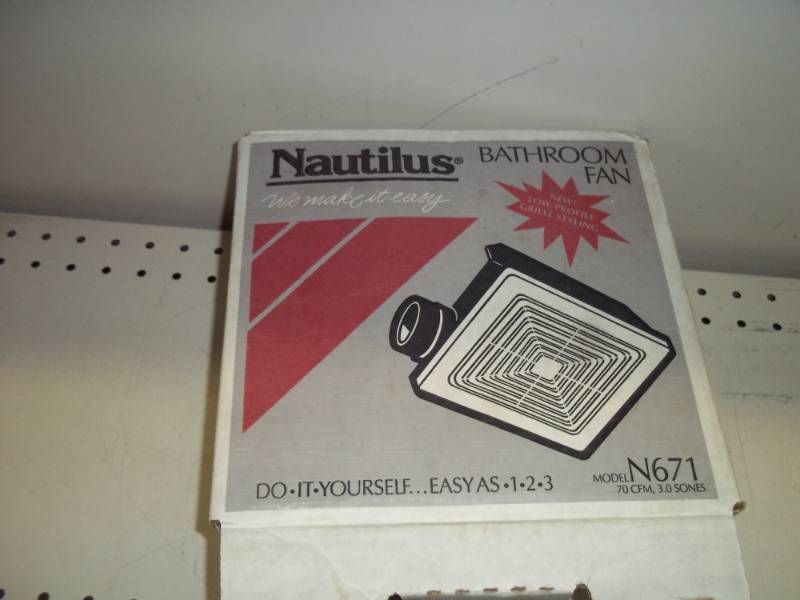 Nautilus®
We make it easy
BATHROOM
FAN
NEW!
LOW PROFILE
GRILLE STYLING
DO•IT•YOURSELF...EASY AS •1•2•3
MODEL N671
70 CFM, 3.0 SONES